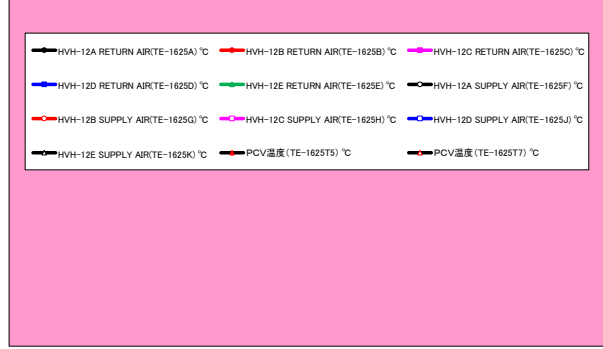 HVH-12A RETURN AIR(TE-1625A) ℃ HVH-12B RETURN AIR(TE-1625B) ℃ HVH-12C RETURN AIR(TE-1625C) ℃
HVH-12D RETURN AIR(TE-1625D) ℃ HVH-12E RETURN AIR(TE-1625E) ℃ HVH-12A SUPPLY AIR(TE-1625F) ℃
HVH-12B SUPPLY AIR(TE-1625G) ℃ HVH-12C SUPPLY AIR(TE-1625H) ℃ HVH-12D SUPPLY AIR(TE-1625J) ℃
HVH-12E SUPPLY AIR(TE-1625K) ℃ PCV温度(TE-1625T5) ℃ PCV温度(TE-1625T7) ℃